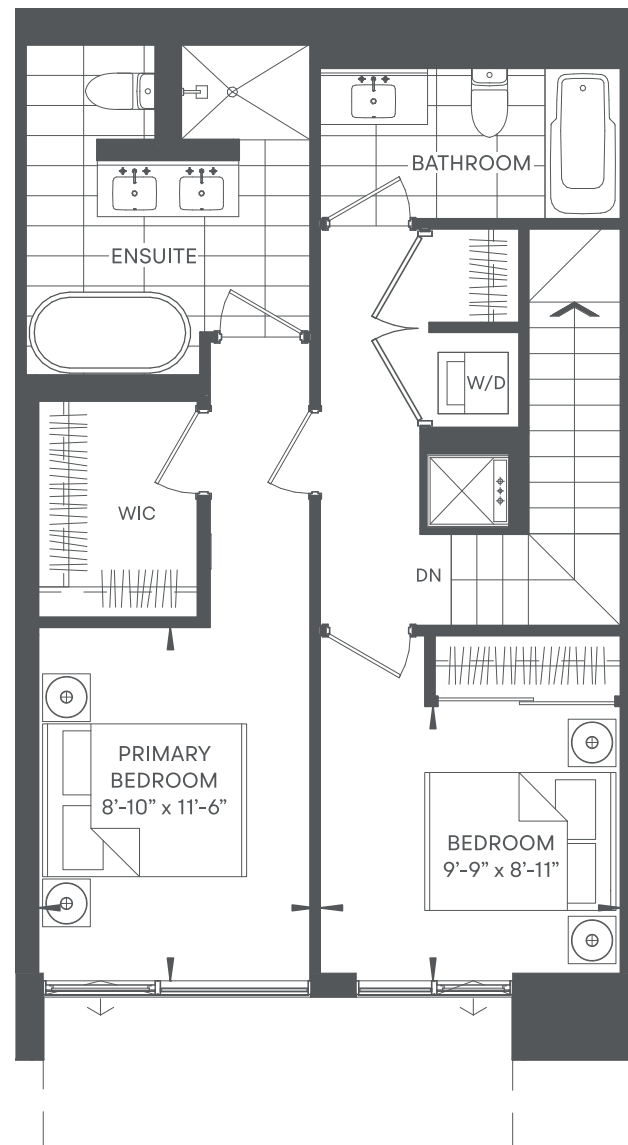 BATHROOM
ENSUITE
W/D
WIC
DN
PRIMARY
BEDROOM
8’-10” x 11’-6”
BEDROOM
9’-9” x 8’-11”